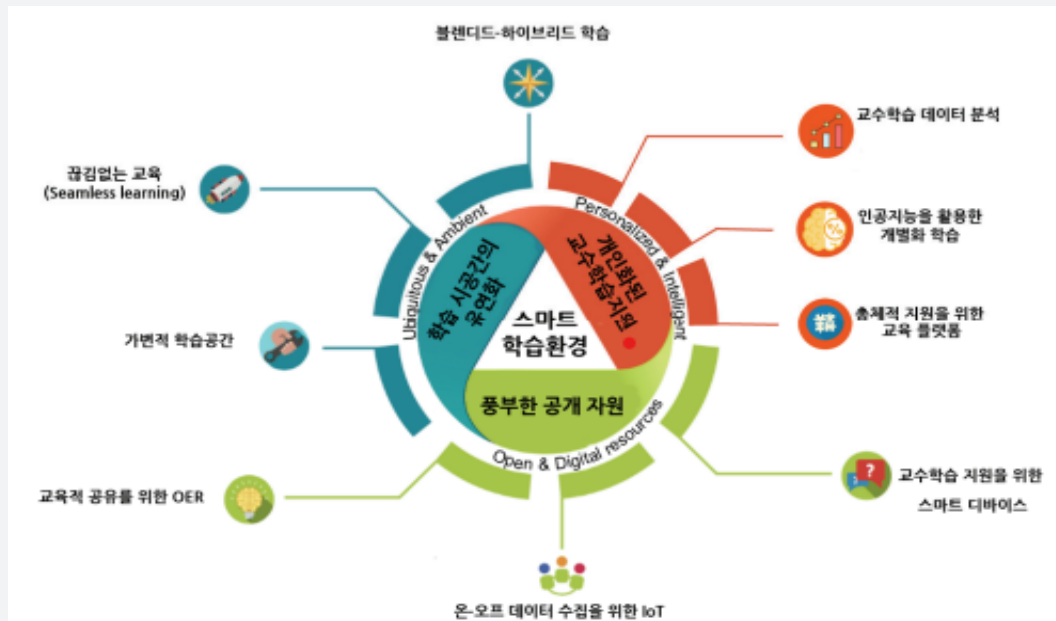 블렌디드-하이브리드 학습
교수학습 데이터 분석
끊김없는 교육
(Seamless learning)
인공지능을 활용한
개별화 학습
Ubiquitous & Ambient
Personalized & Intelligent
학습 시공간의
유연화
개인화된
교수학습지원
스마트
학습환경
총체적 지원을 위한
교육 플랫폼
가변적 학습공간
풍부한 공개 자원
Open & Digital resources
교수학습 지원을 위한
스마트 디바이스
교육적 공유를 위한 OER
온-오프 데이터 수집을 위한 IoT